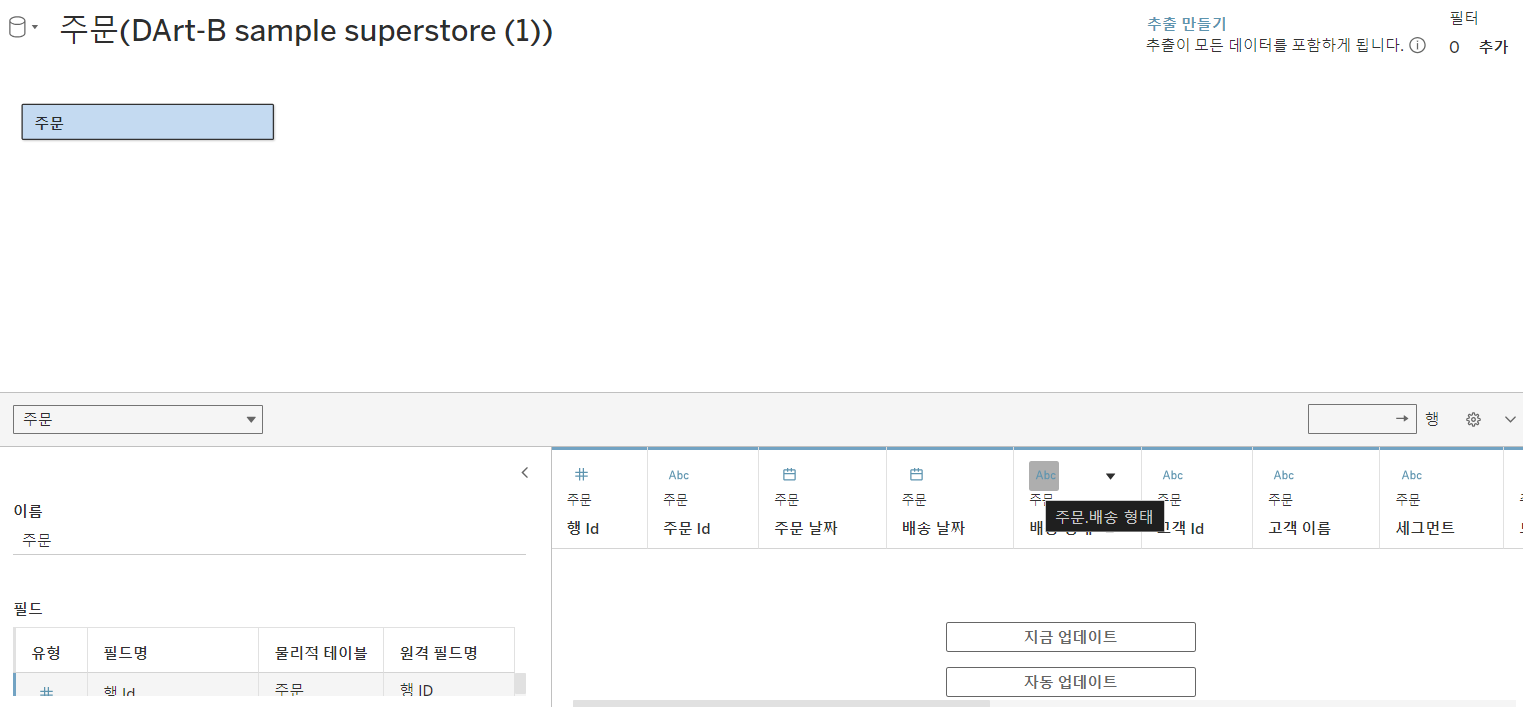 주문(DArt-B sample superstore (1))
추출 만들기
추출이 모든 데이터를 포함하게 됩니다.
필터
0 추가
주문
주문
행
이름
주문
필드
유형 필드명 물리적 테이블 원격 필드명
행 Id 주문 행 ID
Abc Abc Abc Abc Abc
주문 주문 주문 주문 주문 주문 주문 주문
행 Id 주문 Id 주문 날짜 배송 날짜 고객 Id 고객 이름 세그먼트
주문.배송 형태
지금 업데이트
자동 업데이트